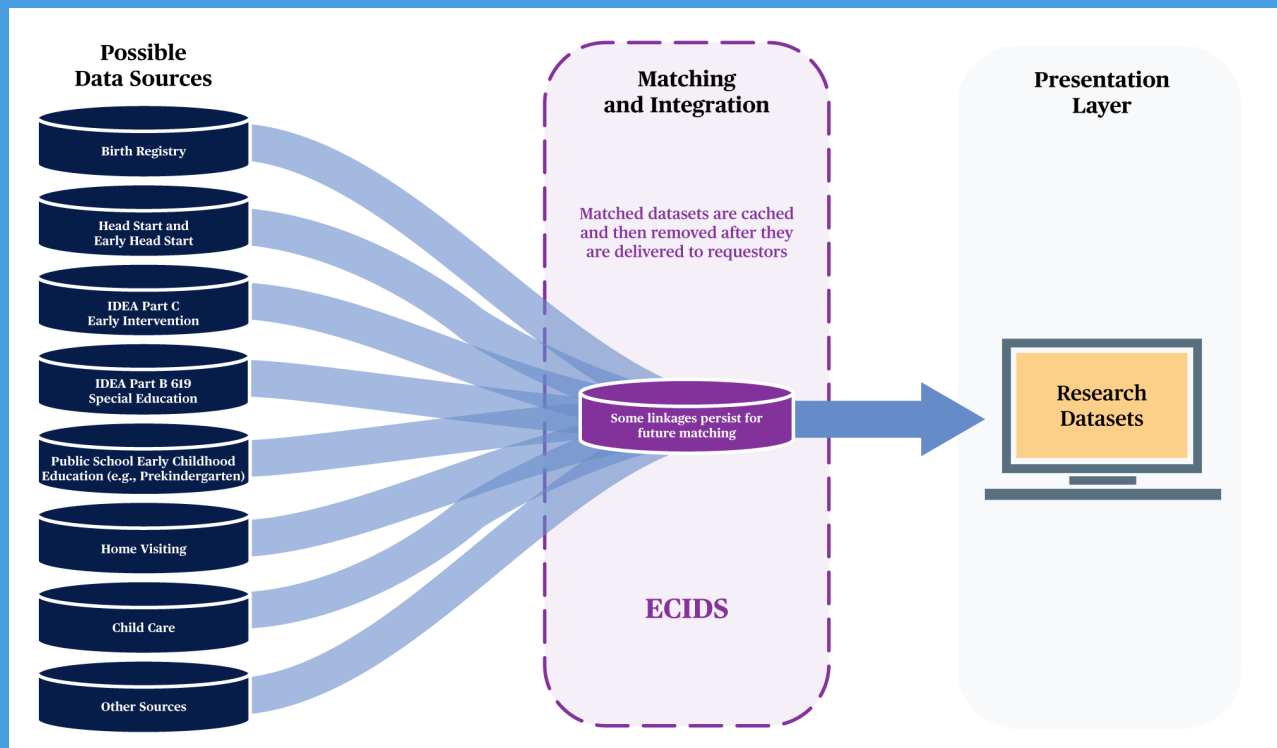 Possible
Data Sources
Birth Registry
Head Start and
Early Head Start
IDEA Part C
Early Intervention
IDEA Part B 619
Special Education
Public School Early Childhood
Education (e.g., Prekindergarten)
Home Visiting
Child Care
Other Sources
Matching
and Integration
Matched datasets are cached
and then removed after they
are delivered to requestors
Some linkages persist for
future matching
ECIDS
Presentation
Layer
Research
Datasets